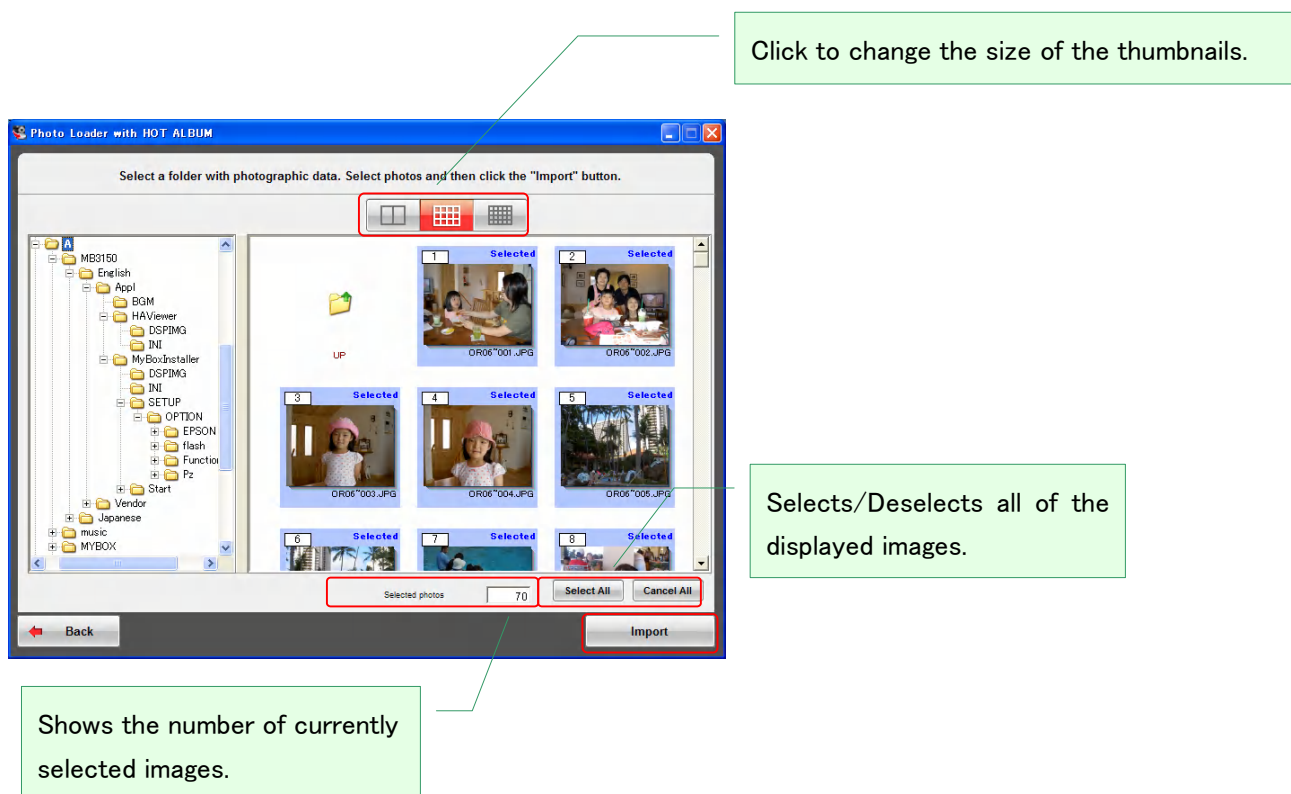 Click to change the size of the thumbnails.
Photo Loader with HOT ALBUM
Select a folder with photographic data. Select photos and then click the "Import" button.
A
MB3150
English
Appl
BGM
HAViewer
DSPIMG
INI
MyBoxInstaller
DSPIMG
INI
SETUP
OPTION
EPSON
flash
Function
Pz
Start
Vendor
Japanese
music
MYBOX
UP
1 Selected
OR06~001.JPG
2 Selected
OR06~002.JPG
3 Selected
OR06~003.JPG
4 Selected
OR06~004.JPG
5 Selected
OR06~005.JPG
6 Selected
7 Selected
8 Selected
Selects/Deselects all of the
displayed images.
Selected photos 70
Select All
Cancel All
Back
Import
Shows the number of currently
selected images.